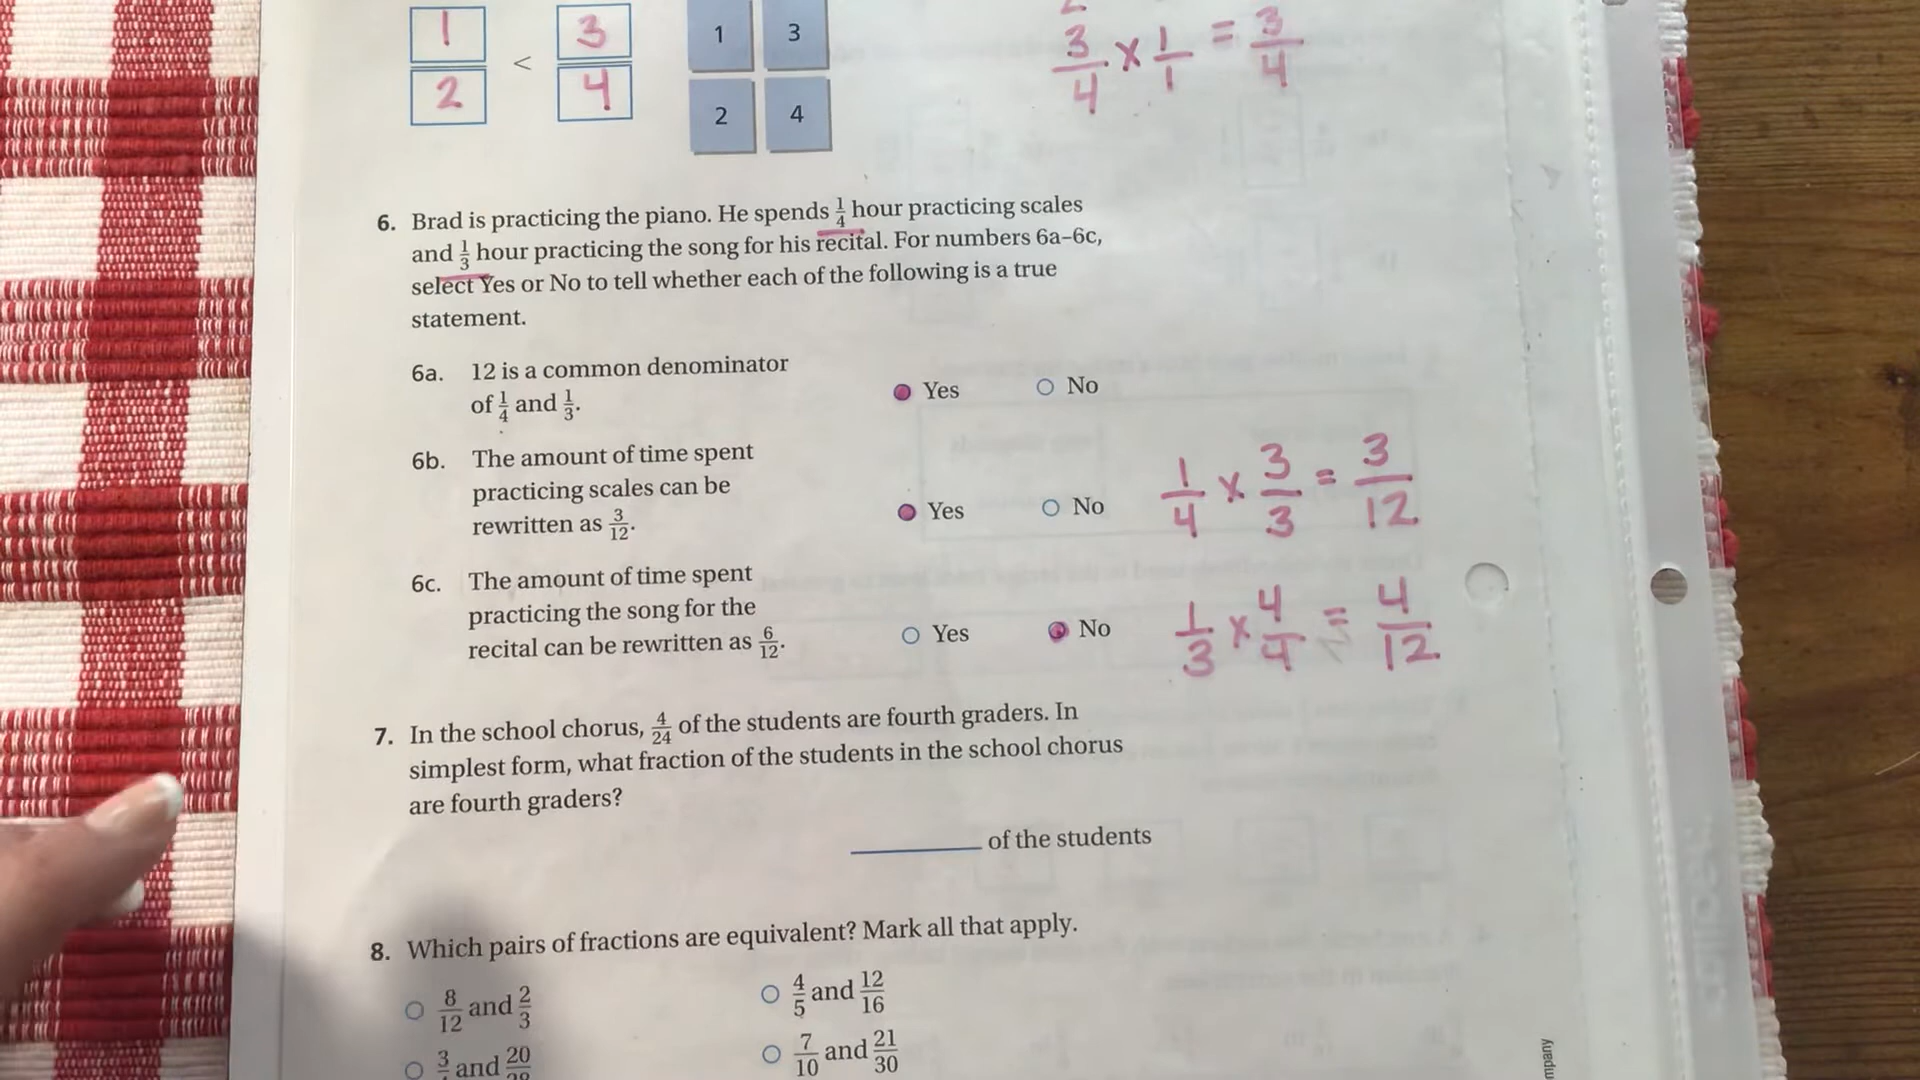 1 3
1 3
< 3/4 × 1/1 = 3/4
2 4
2 4
6. Brad is practicing the piano. He spends 1/4 hour practicing scales
and 1/3 hour practicing the song for his recital. For numbers 6a–6c,
select Yes or No to tell whether each of the following is a true
statement.
6a. 12 is a common denominator
of 1/4 and 1/3.
Yes No
6b. The amount of time spent
practicing scales can be
rewritten as 3/12.
Yes No 1/4 × 3/3 = 3/12
6c. The amount of time spent
practicing the song for the
recital can be rewritten as 6/12.
Yes No 1/3 × 4/4 = 4/12
7. In the school chorus, 4/24 of the students are fourth graders. In
simplest form, what fraction of the students in the school chorus
are fourth graders?
of the students
8. Which pairs of fractions are equivalent? Mark all that apply.
8/12 and 2/3 4/5 and 12/16
and 7/10 and 21/30